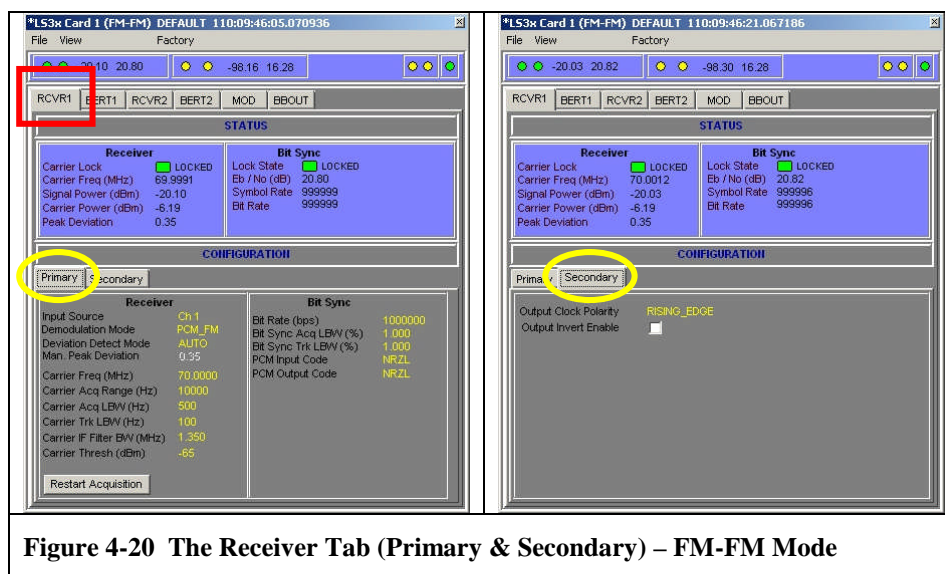 *LS3x Card 1 (FM-FM) DEFAULT 110:09:46:05.070936
File View Factory
-20.10 20.80 -98.16 16.28
RCVR1 BERT1 RCVR2 BERT2 MOD BBOUT
STATUS
Receiver
Carrier Lock LOCKED
Carrier Freq (MHz) 69.9991
Signal Power (dBm) -20.10
Carrier Power (dBm) -6.19
Peak Deviation 0.35
Bit Sync
Lock State LOCKED
Eb / No (dB) 20.80
Symbol Rate 999999
Bit Rate 999999
CONFIGURATION
Primary Secondary
Receiver
Input Source Ch 1
Demodulation Mode PCM_FM
Deviation Detect Mode AUTO
Man. Peak Deviation 0.35
Carrier Freq (MHz) 70.0000
Carrier Acq Range (Hz) 10000
Carrier Acq LBW (Hz) 500
Carrier Trk LBW (Hz) 100
Carrier IF Filter BW (MHz) 1.350
Carrier Thresh (dBm) -65
Restart Acquisition
Bit Sync
Bit Rate (bps) 1000000
Bit Sync Acq LBW (%) 1.000
Bit Sync Trk LBW (%) 1.000
PCM Input Code NRZL
PCM Output Code NRZL
*LS3x Card 1 (FM-FM) DEFAULT 110:09:46:21.067186
File View Factory
-20.03 20.82 -98.30 16.28
RCVR1 BERT1 RCVR2 BERT2 MOD BBOUT
STATUS
Receiver
Carrier Lock LOCKED
Carrier Freq (MHz) 70.0012
Signal Power (dBm) -20.03
Carrier Power (dBm) -6.19
Peak Deviation 0.35
Bit Sync
Lock State LOCKED
Eb / No (dB) 20.82
Symbol Rate 999996
Bit Rate 999996
CONFIGURATION
Primary Secondary
Output Clock Polarity RISING_EDGE
Output Invert Enable
Figure 4-20 The Receiver Tab (Primary & Secondary) – FM-FM Mode